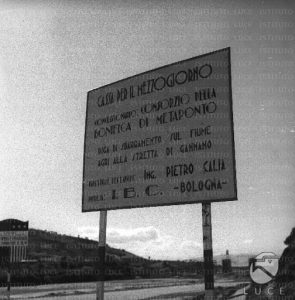 CASSA PER IL MEZZOGIORNO
CONSORZIO DELLA
BONIFICA DI METAPONTO
DIGA DI SBARRAMENTO SUL FIUME
AGRI ALLA STRETTA DI GANNANO
ING. PIETRO CALIA
I.B.C. -BOLOGNA-
LUCE